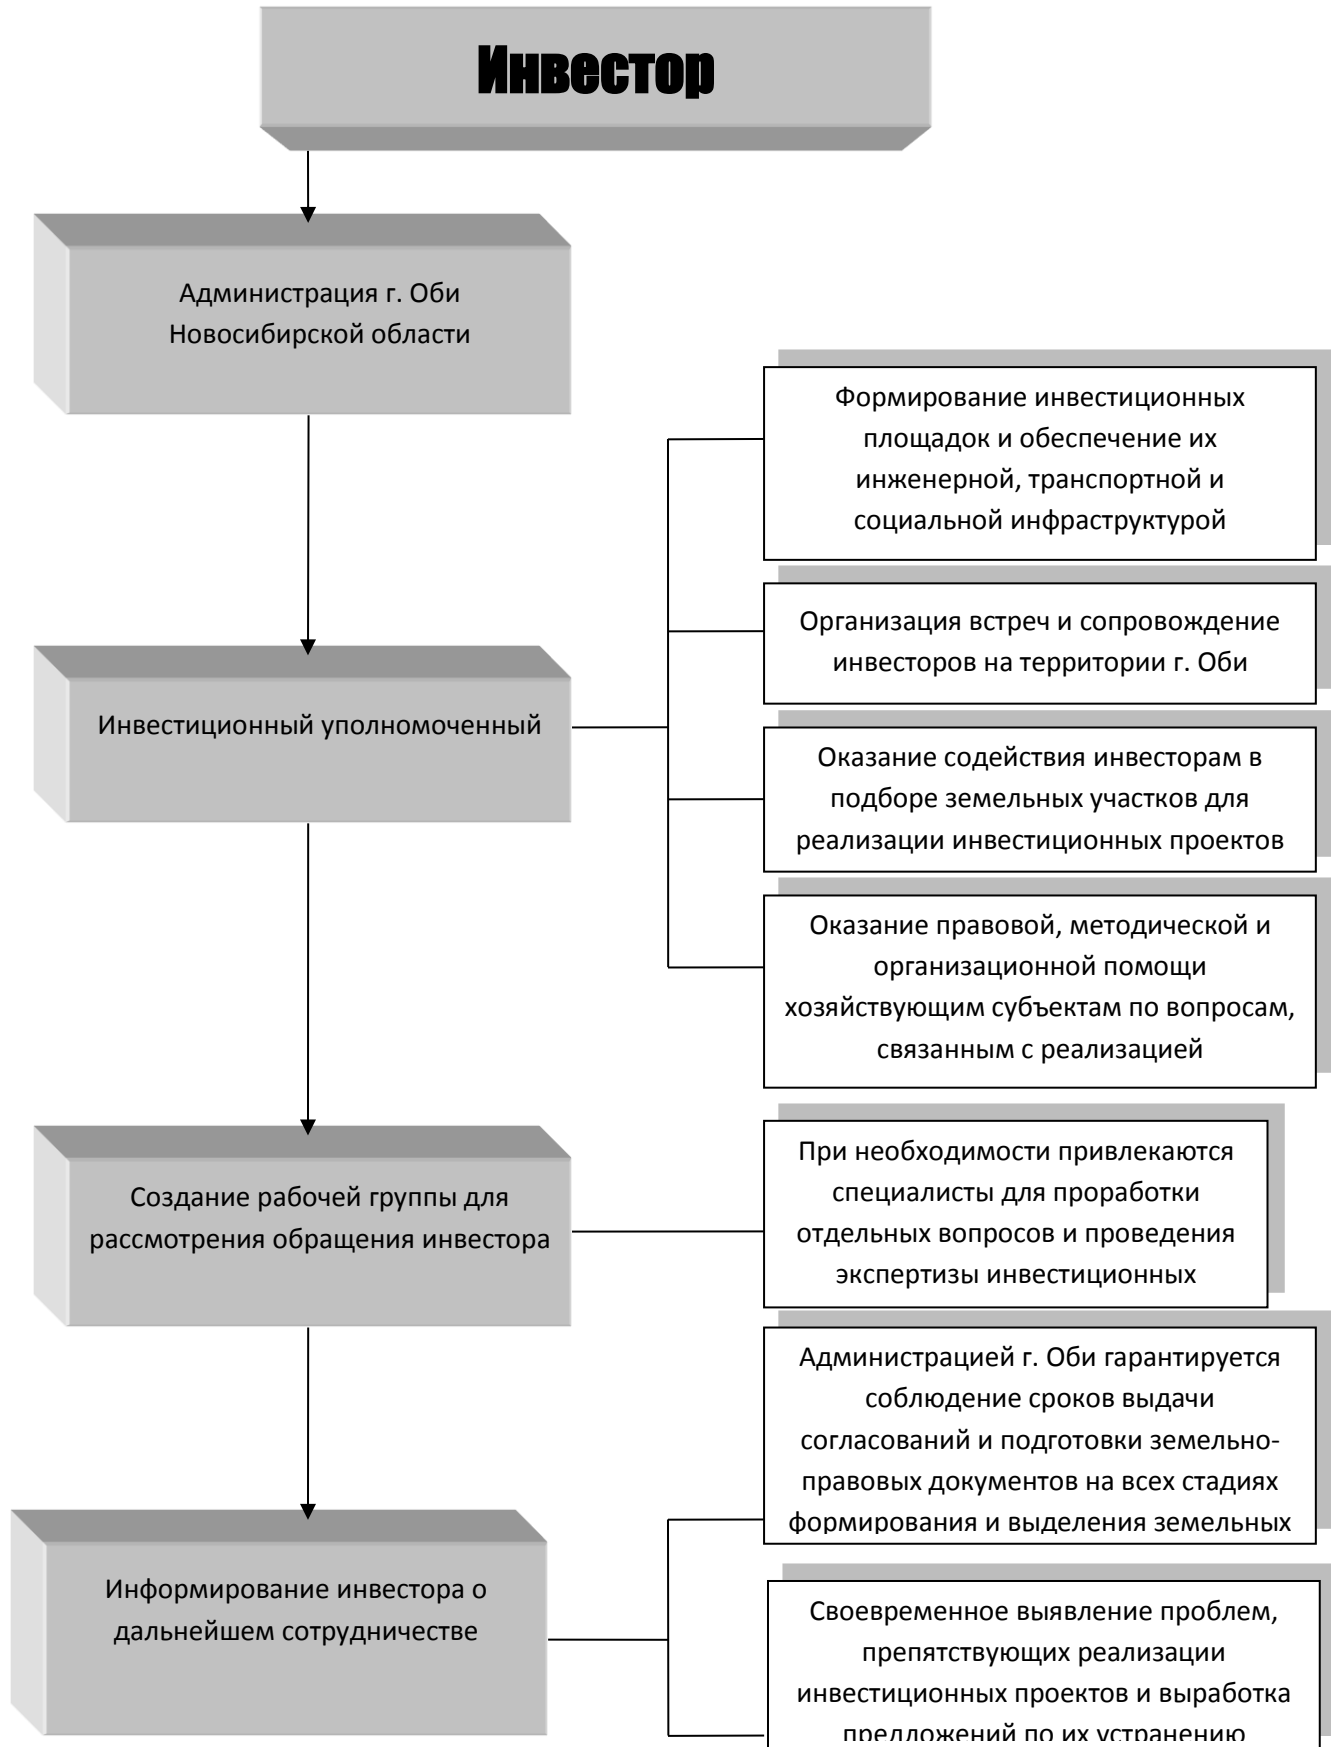 Инвестор
Администрация г. Оби
Новосибирской области
Формирование инвестиционных
площадок и обеспечение их
инженерной, транспортной и
социальной инфраструктурой
Организация встреч и сопровождение
инвесторов на территории г. Оби
Инвестиционный уполномоченный
Оказание содействия инвесторам в
подборе земельных участков для
реализации инвестиционных проектов
Оказание правовой, методической и
организационной помощи
хозяйствующим субъектам по вопросам,
связанным с реализацией
Создание рабочей группы для
рассмотрения обращения инвестора
При необходимости привлекаются
специалисты для проработки
отдельных вопросов и проведения
экспертизы инвестиционных
Администрацией г. Оби гарантируется
соблюдение сроков выдачи
согласований и подготовки земельно-
правовых документов на всех стадиях
формирования и выделения земельных
Информирование инвестора о
дальнейшем сотрудничестве
Своевременное выявление проблем,
препятствующих реализации
инвестиционных проектов и выработка
предложений по их устранению